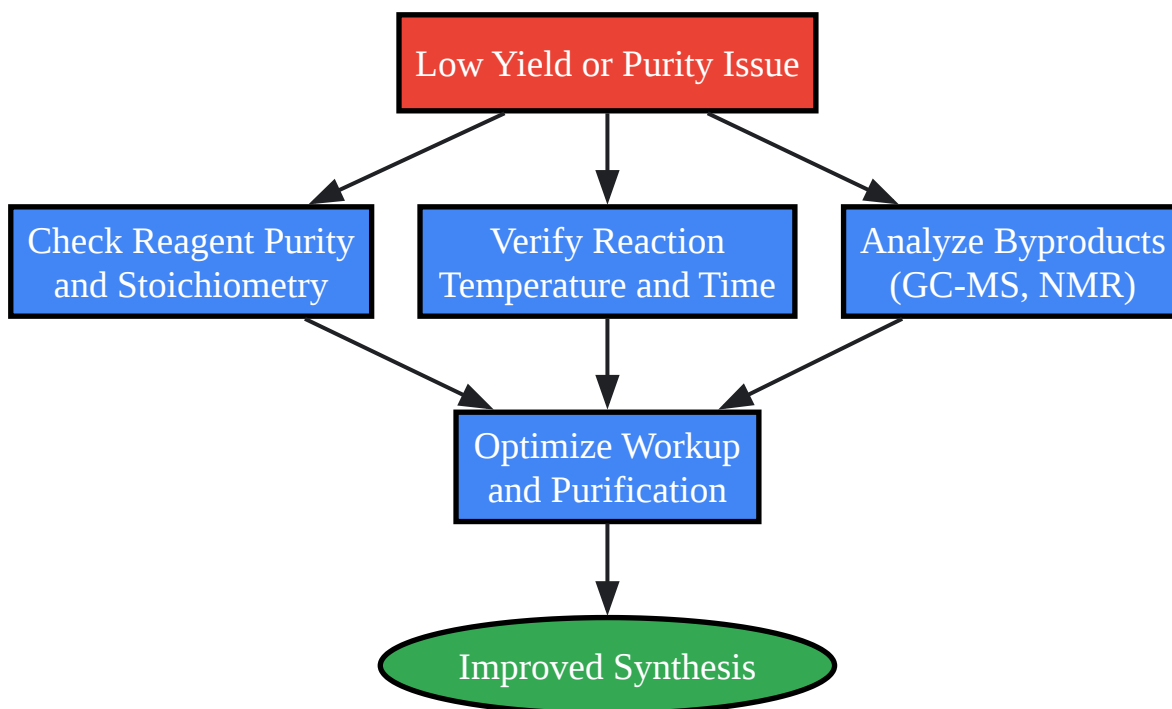 Low Yield or Purity Issue
Check Reagent Purity
and Stoichiometry
Verify Reaction
Temperature and Time
Analyze Byproducts
(GC-MS, NMR)
Optimize Workup
and Purification
Improved Synthesis